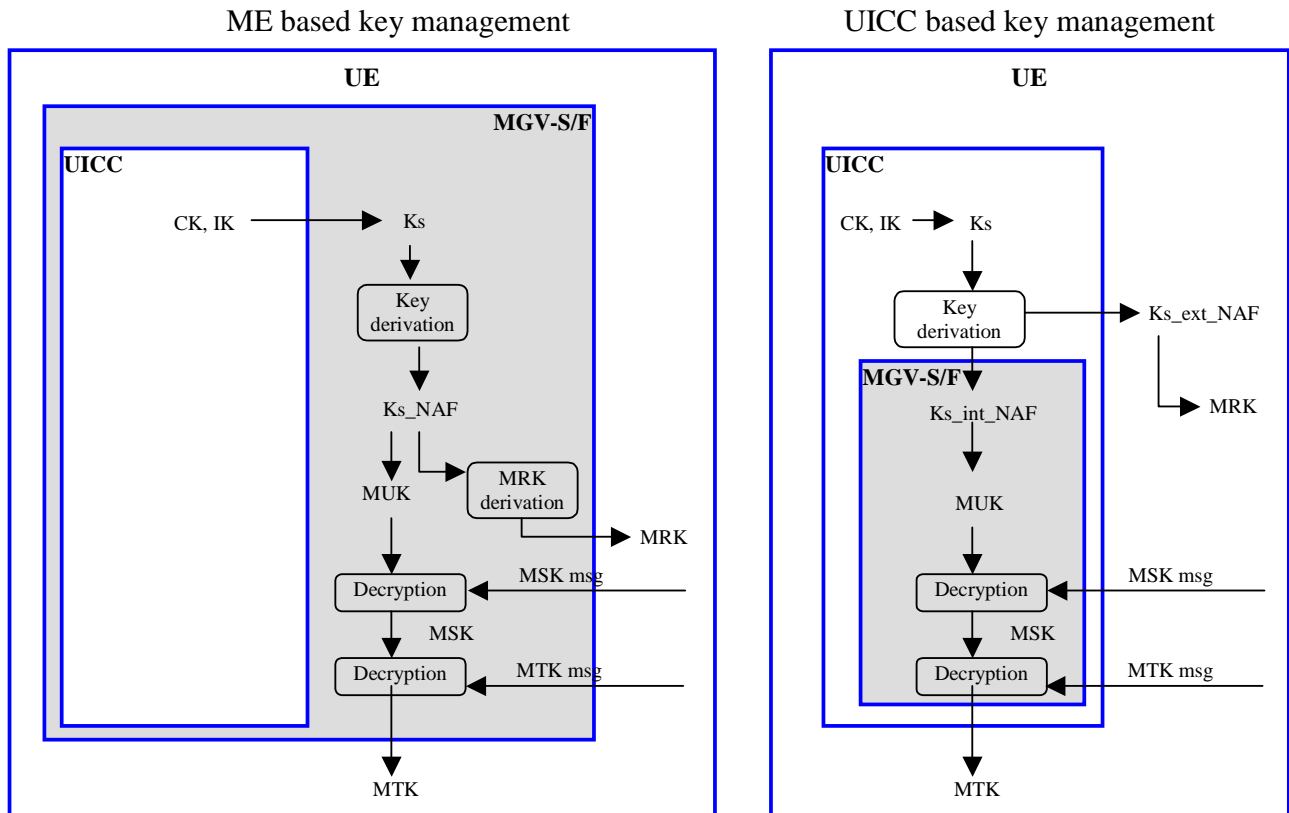 ME based key management
UE
MGV-S/F
UICC
CK, IK
Ks
Key
derivation
Ks_NAF
MUK
MRK
derivation
MRK
MSK msg
Decryption
MSK
MTK msg
Decryption
MTK
UICC based key management
UE
UICC
CK, IK
Ks
Key
derivation
Ks_ext_NAF
MRK
MGV-S/F
Ks_int_NAF
MUK
MSK msg
Decryption
MSK
MTK msg
Decryption
MTK